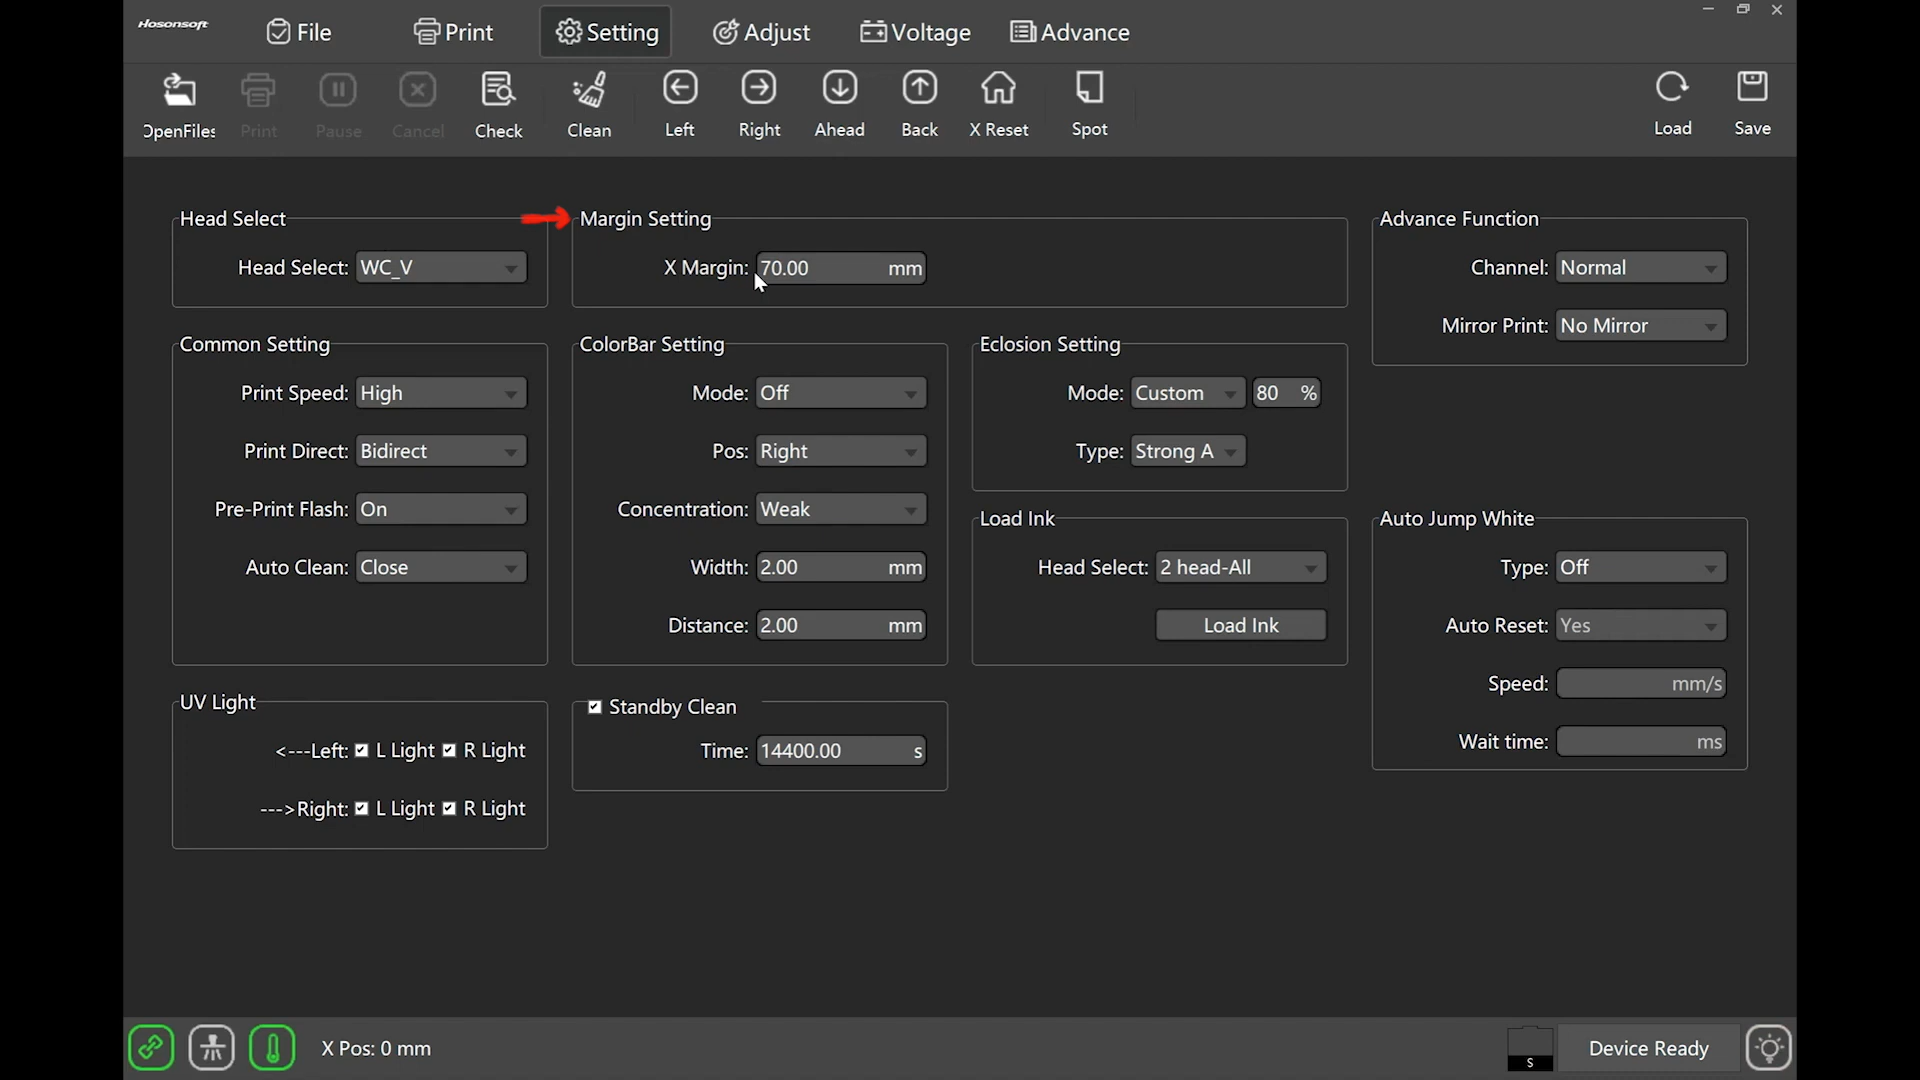 Hosonsoft
File Print Setting Adjust Voltage Advance
OpenFiles Print Pause Cancel Check Clean Left Right Ahead Back X Reset Spot Load Save
Head Select
Head Select: WC_V
Margin Setting
X Margin: 70.00 mm
Advance Function
Channel: Normal
Mirror Print: No Mirror
Common Setting
Print Speed: High
Print Direct: Bidirect
Pre-Print Flash: On
Auto Clean: Close
ColorBar Setting
Mode: Off
Pos: Right
Concentration: Weak
Width: 2.00 mm
Distance: 2.00 mm
Eclosion Setting
Mode: Custom 80 %
Type: Strong A
Load Ink
Head Select: 2 head-All
Load Ink
Auto Jump White
Type: Off
Auto Reset: Yes
Speed: mm/s
Wait time: ms
UV Light
<---Left: L Light R Light
--->Right: L Light R Light
Standby Clean
Time: 14400.00 s
X Pos: 0 mm
S
Device Ready